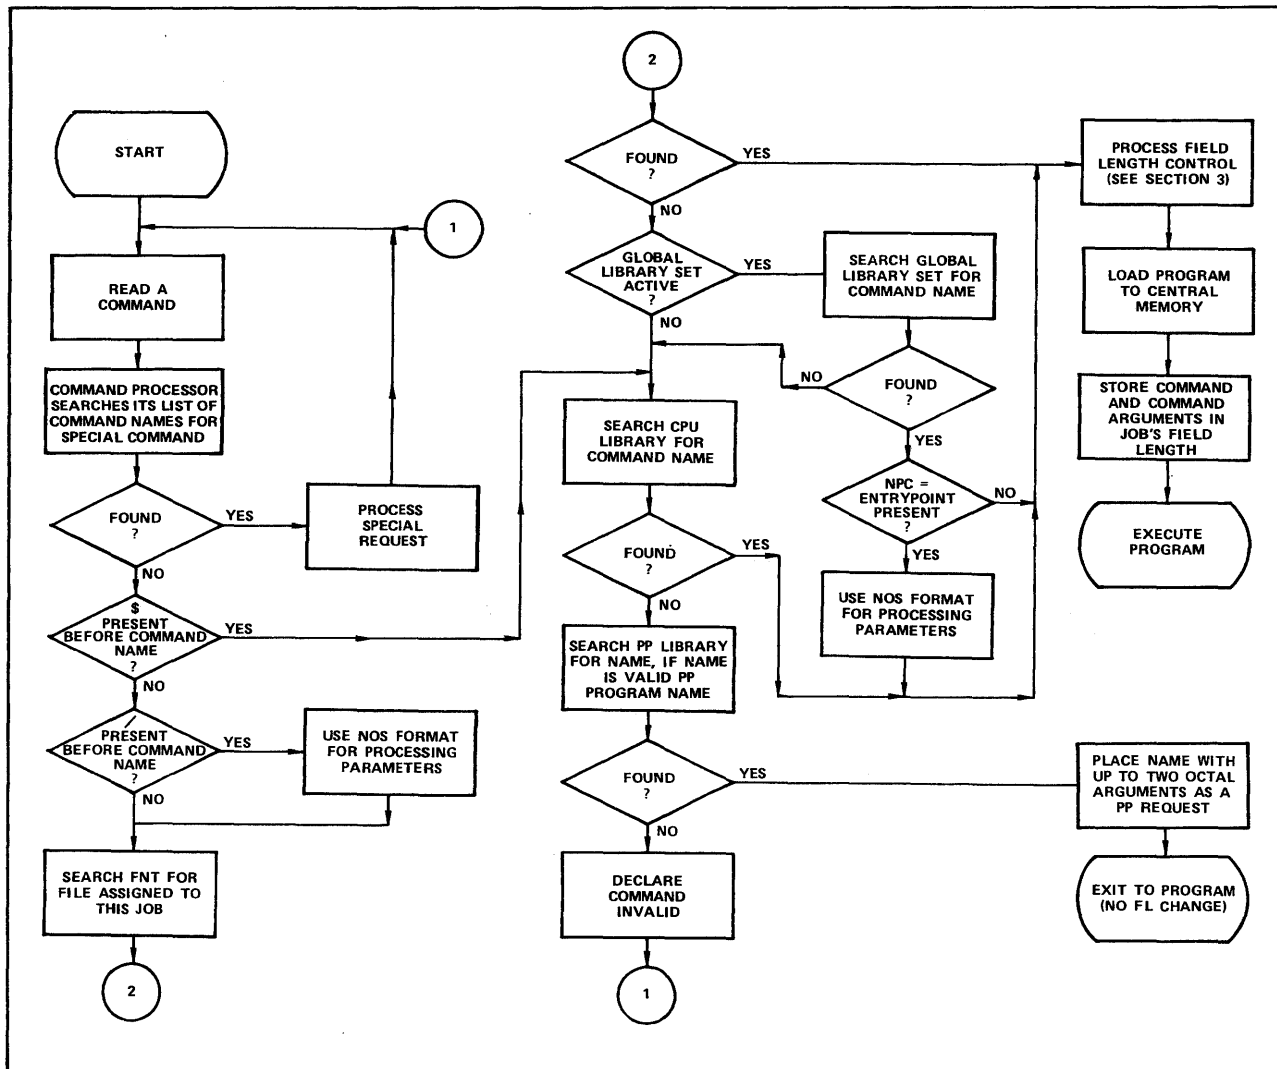 START
1
READ A
COMMAND
COMMAND PROCESSOR
SEARCHES ITS LIST OF
COMMAND NAMES FOR
SPECIAL COMMAND
FOUND
?
YES
PROCESS
SPECIAL
REQUEST
NO
$
PRESENT
BEFORE COMMAND
NAME
?
YES
NO
/
PRESENT
BEFORE COMMAND
NAME
?
YES
USE NOS FORMAT
FOR PROCESSING
PARAMETERS
NO
SEARCH FNT FOR
FILE ASSIGNED TO
THIS JOB
2
2
FOUND
?
YES
NO
GLOBAL
LIBRARY SET
ACTIVE
?
YES
SEARCH GLOBAL
LIBRARY SET FOR
COMMAND NAME
NO
FOUND
?
NO
YES
NPC =
ENTRYPOINT
PRESENT
?
NO
YES
USE NOS FORMAT
FOR PROCESSING
PARAMETERS
SEARCH CPU
LIBRARY FOR
COMMAND NAME
FOUND
?
YES
NO
SEARCH PP LIBRARY
FOR NAME, IF NAME
IS VALID PP
PROGRAM NAME
FOUND
?
YES
NO
DECLARE
COMMAND
INVALID
1
PROCESS FIELD
LENGTH CONTROL
(SEE SECTION 3)
LOAD PROGRAM
TO CENTRAL
MEMORY
STORE COMMAND
AND COMMAND
ARGUMENTS IN
JOB'S FIELD
LENGTH
EXECUTE
PROGRAM
PLACE NAME WITH
UP TO TWO OCTAL
ARGUMENTS AS A
PP REQUEST
EXIT TO PROGRAM
(NO FL CHANGE)